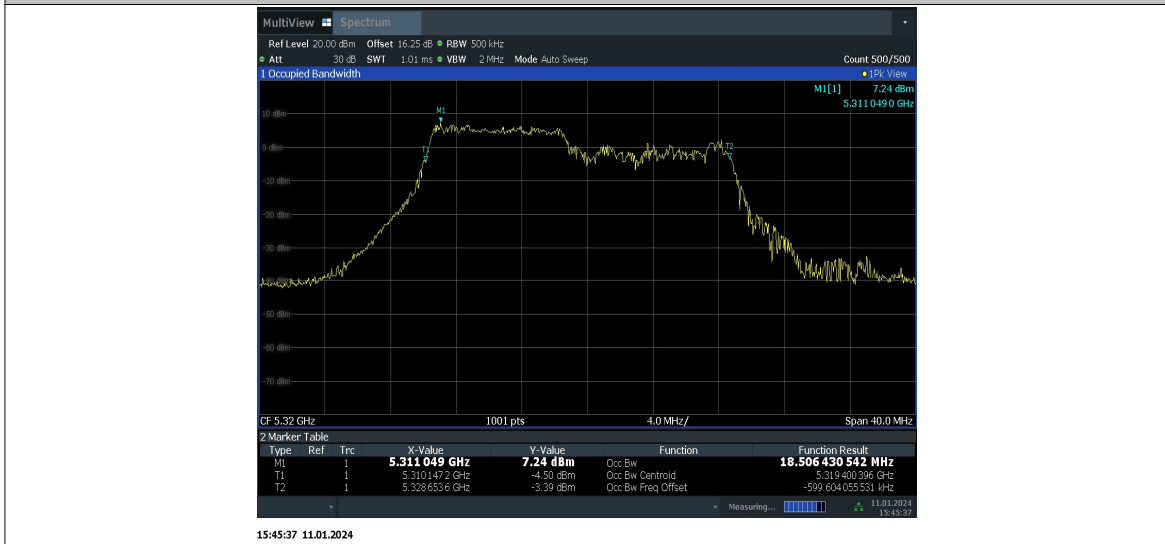 MultiView Spectrum
Ref Level 20.00 dBm Offset 16.25 dB RBW 500 kHz
Att 30 dB SWT 1.01 ms VBW 2 MHz Mode Auto Sweep Count 500/500
1 Occupied Bandwidth 1Pk View
M1[1] 7.24 dBm
5.311 049 0 GHz
10 dBm
M1
0 dBm
T1
T2
-10 dBm
-20 dBm
-30 dBm
-40 dBm
-50 dBm
-60 dBm
-70 dBm
CF 5.32 GHz 1001 pts 4.0 MHz/ Span 40.0 MHz
2 Marker Table
Type Ref Trc X-Value Y-Value Function Function Result
M1 1 5.311 049 GHz 7.24 dBm Occ Bw 18.506 430 542 MHz
T1 1 5.310 147 2 GHz -4.50 dBm Occ Bw Centroid 5.319 400 396 GHz
T2 1 5.328 653 6 GHz -3.39 dBm Occ Bw Freq Offset -599.604 055 531 kHz
Measuring... 11.01.2024
15:45:37
15:45:37 11.01.2024